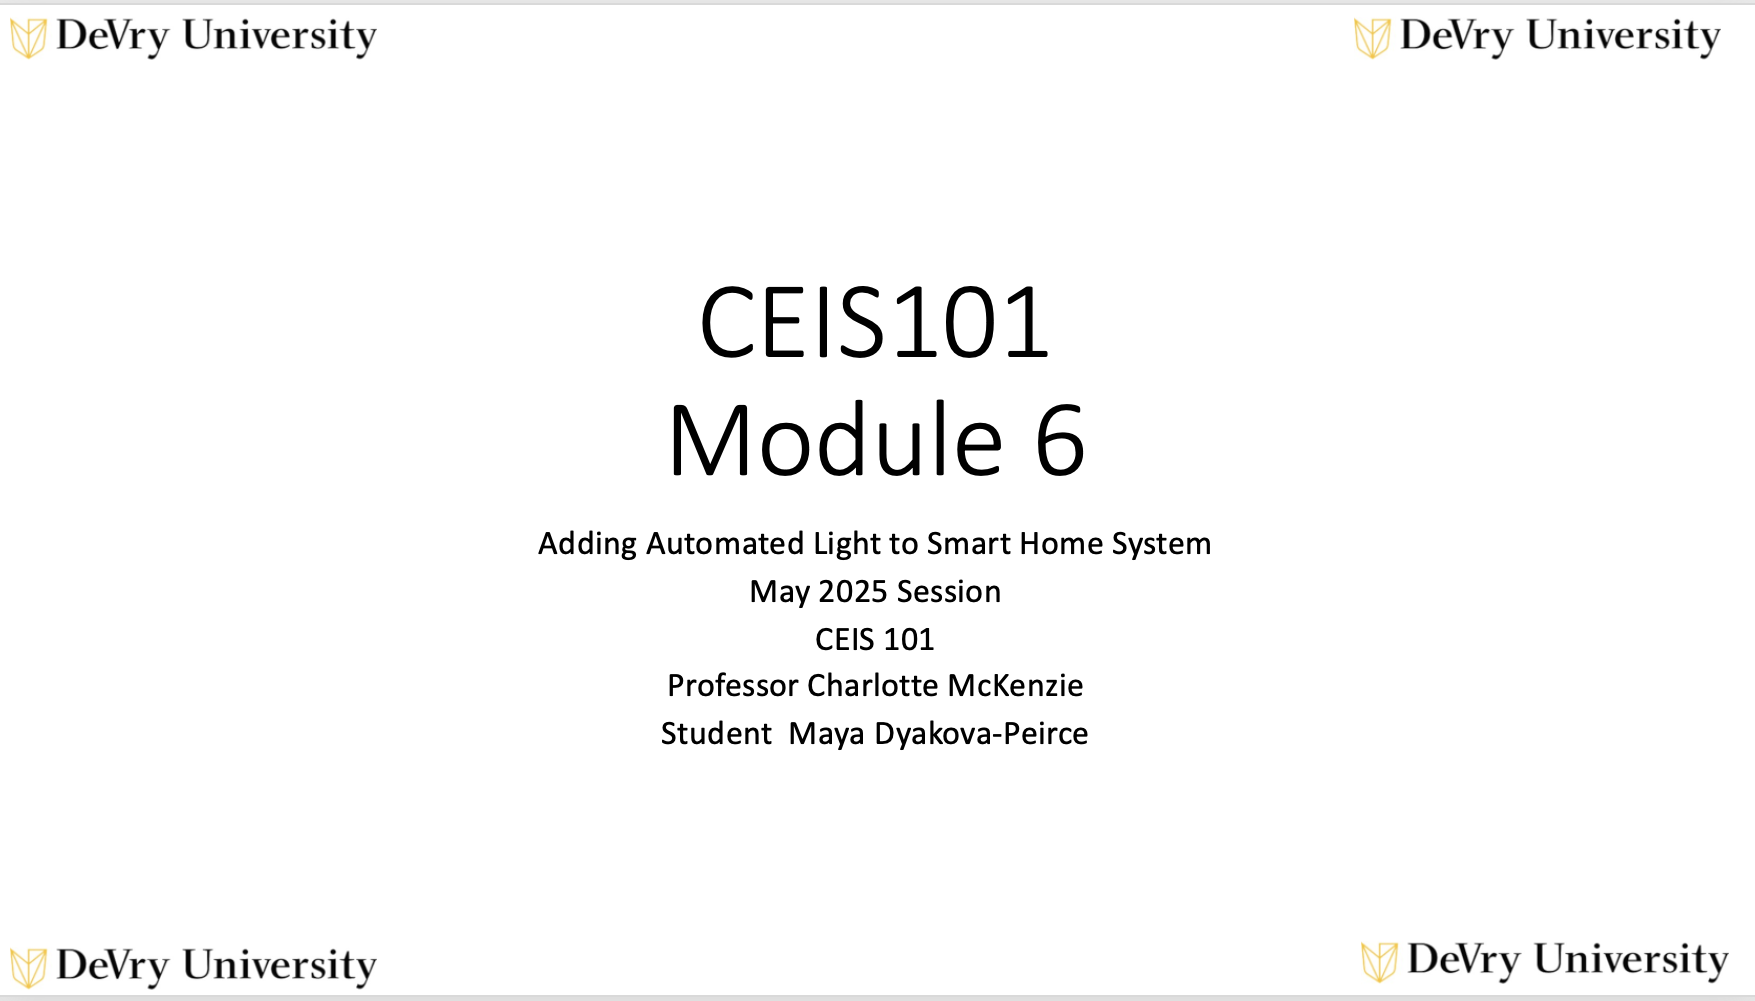 DeVry University
DeVry University
CEIS101
Module 6
Adding Automated Light to Smart Home System
May 2025 Session
CEIS 101
Professor Charlotte McKenzie
Student  Maya Dyakova-Peirce
DeVry University
DeVry University